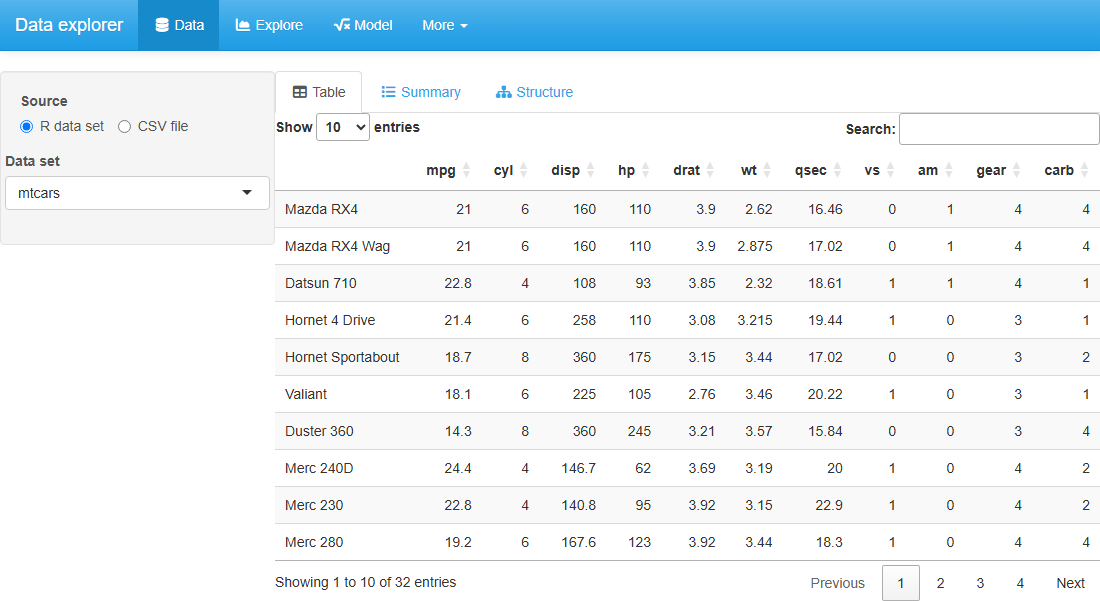 Data explorer Data Explore Model More
Source
R data set CSV file
Data set
mtcars
Table Summary Structure
Show 10 entries Search:
mpg cyl disp hp drat wt qsec vs am gear carb
Mazda RX4 21 6 160 110 3.9 2.62 16.46 0 1 4 4
Mazda RX4 Wag 21 6 160 110 3.9 2.875 17.02 0 1 4 4
Datsun 710 22.8 4 108 93 3.85 2.32 18.61 1 1 4 1
Hornet 4 Drive 21.4 6 258 110 3.08 3.215 19.44 1 0 3 1
Hornet Sportabout 18.7 8 360 175 3.15 3.44 17.02 0 0 3 2
Valiant 18.1 6 225 105 2.76 3.46 20.22 1 0 3 1
Duster 360 14.3 8 360 245 3.21 3.57 15.84 0 0 3 4
Merc 240D 24.4 4 146.7 62 3.69 3.19 20 1 0 4 2
Merc 230 22.8 4 140.8 95 3.92 3.15 22.9 1 0 4 2
Merc 280 19.2 6 167.6 123 3.92 3.44 18.3 1 0 4 4
Showing 1 to 10 of 32 entries Previous 1 2 3 4 Next